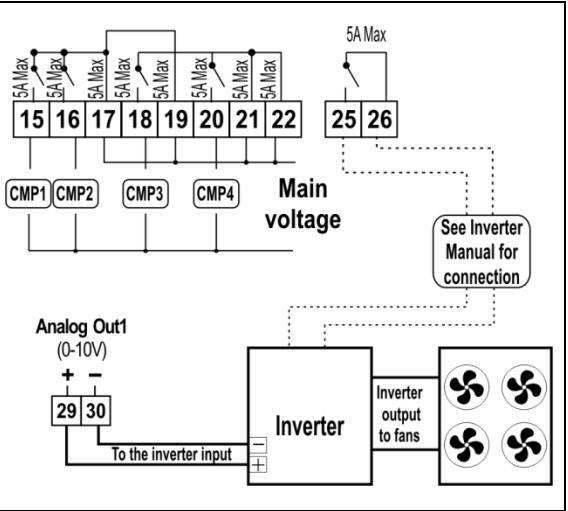 5A Max
5A Max 5A Max 5A Max 5A Max 5A Max 5A Max 5A Max 5A Max
15 16 17 18 19 20 21 22 25 26
CMP1 CMP2 CMP3 CMP4
Main
voltage
See Inverter
Manual for
connection
Analog Out1
(0-10V)
+ −
29 30
To the inverter input
−
+
Inverter
Inverter
output
to fans